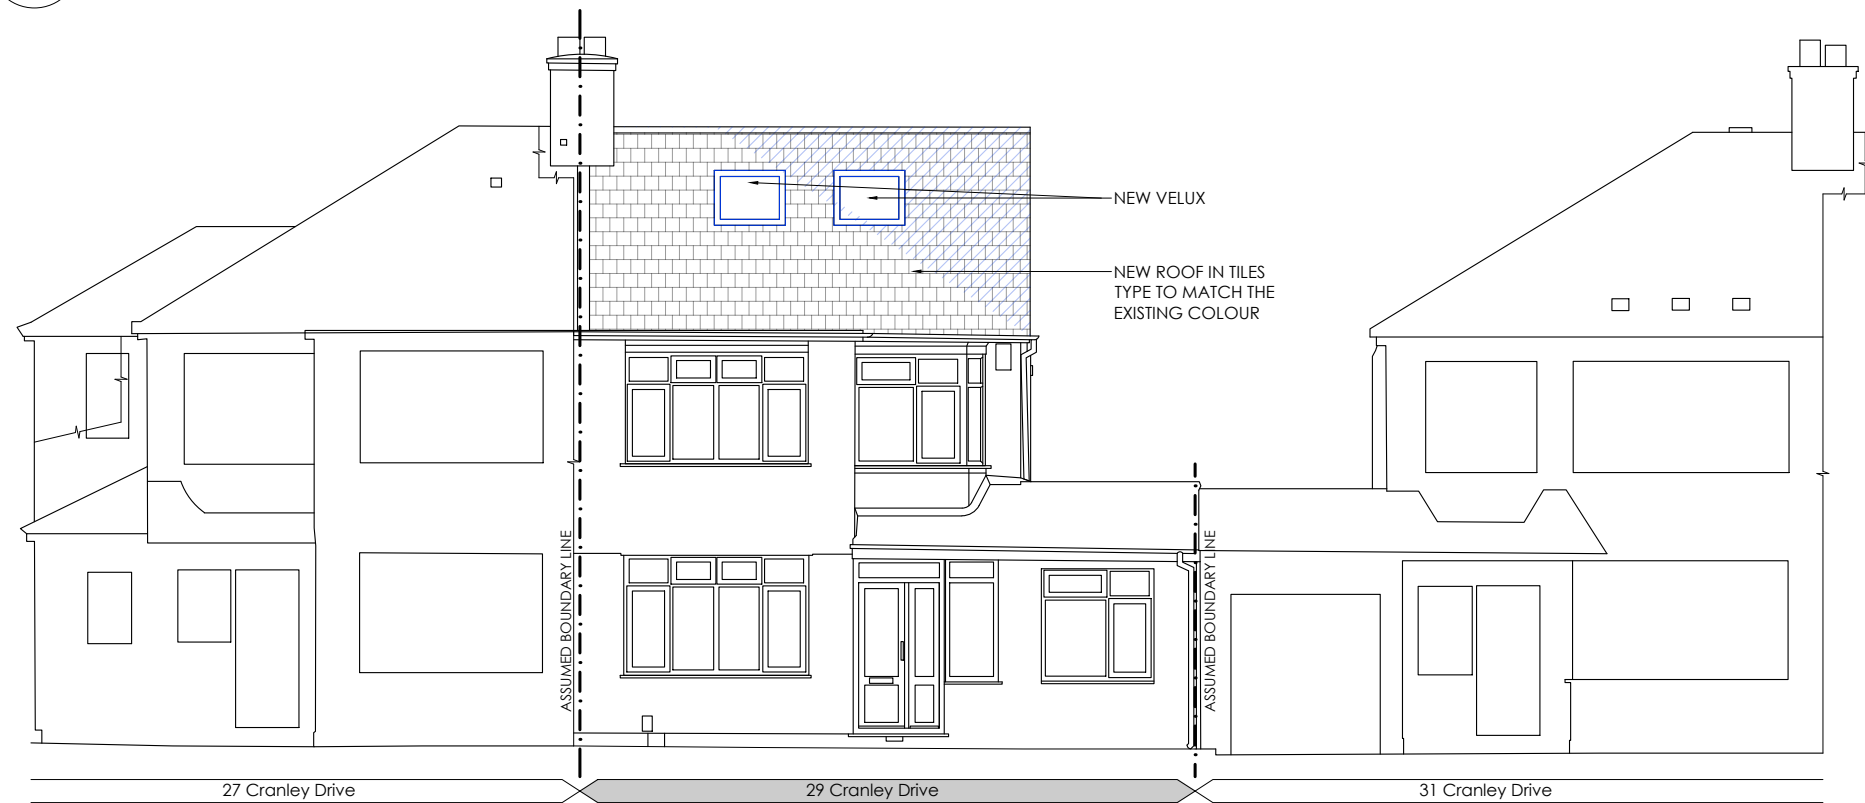 NEW VELUX
NEW ROOF IN TILES
TYPE TO MATCH THE
EXISTING COLOUR
ASSUMED BOUNDARY LINE
ASSUMED BOUNDARY LINE
27 Cranley Drive
29 Cranley Drive
31 Cranley Drive